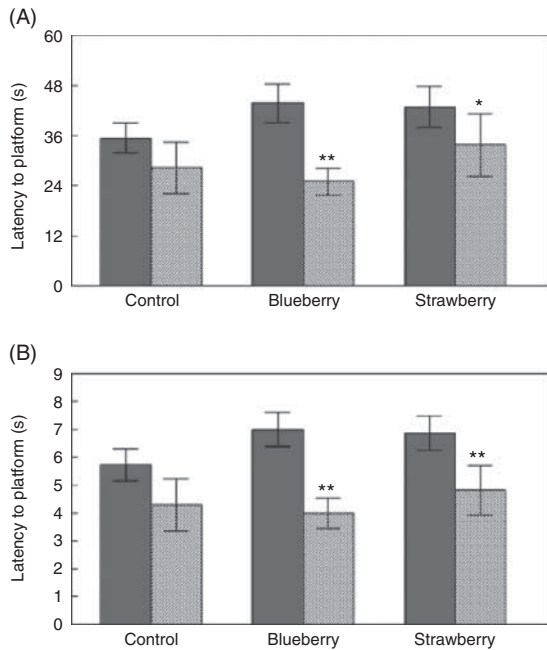 (A)
Latency to platform (s)
60
48
36
24
12
0
*
**
Control
Blueberry
Strawberry
(B)
Latency to platform (s)
9
8
7
6
5
4
3
2
1
0
**
**
Control
Blueberry
Strawberry